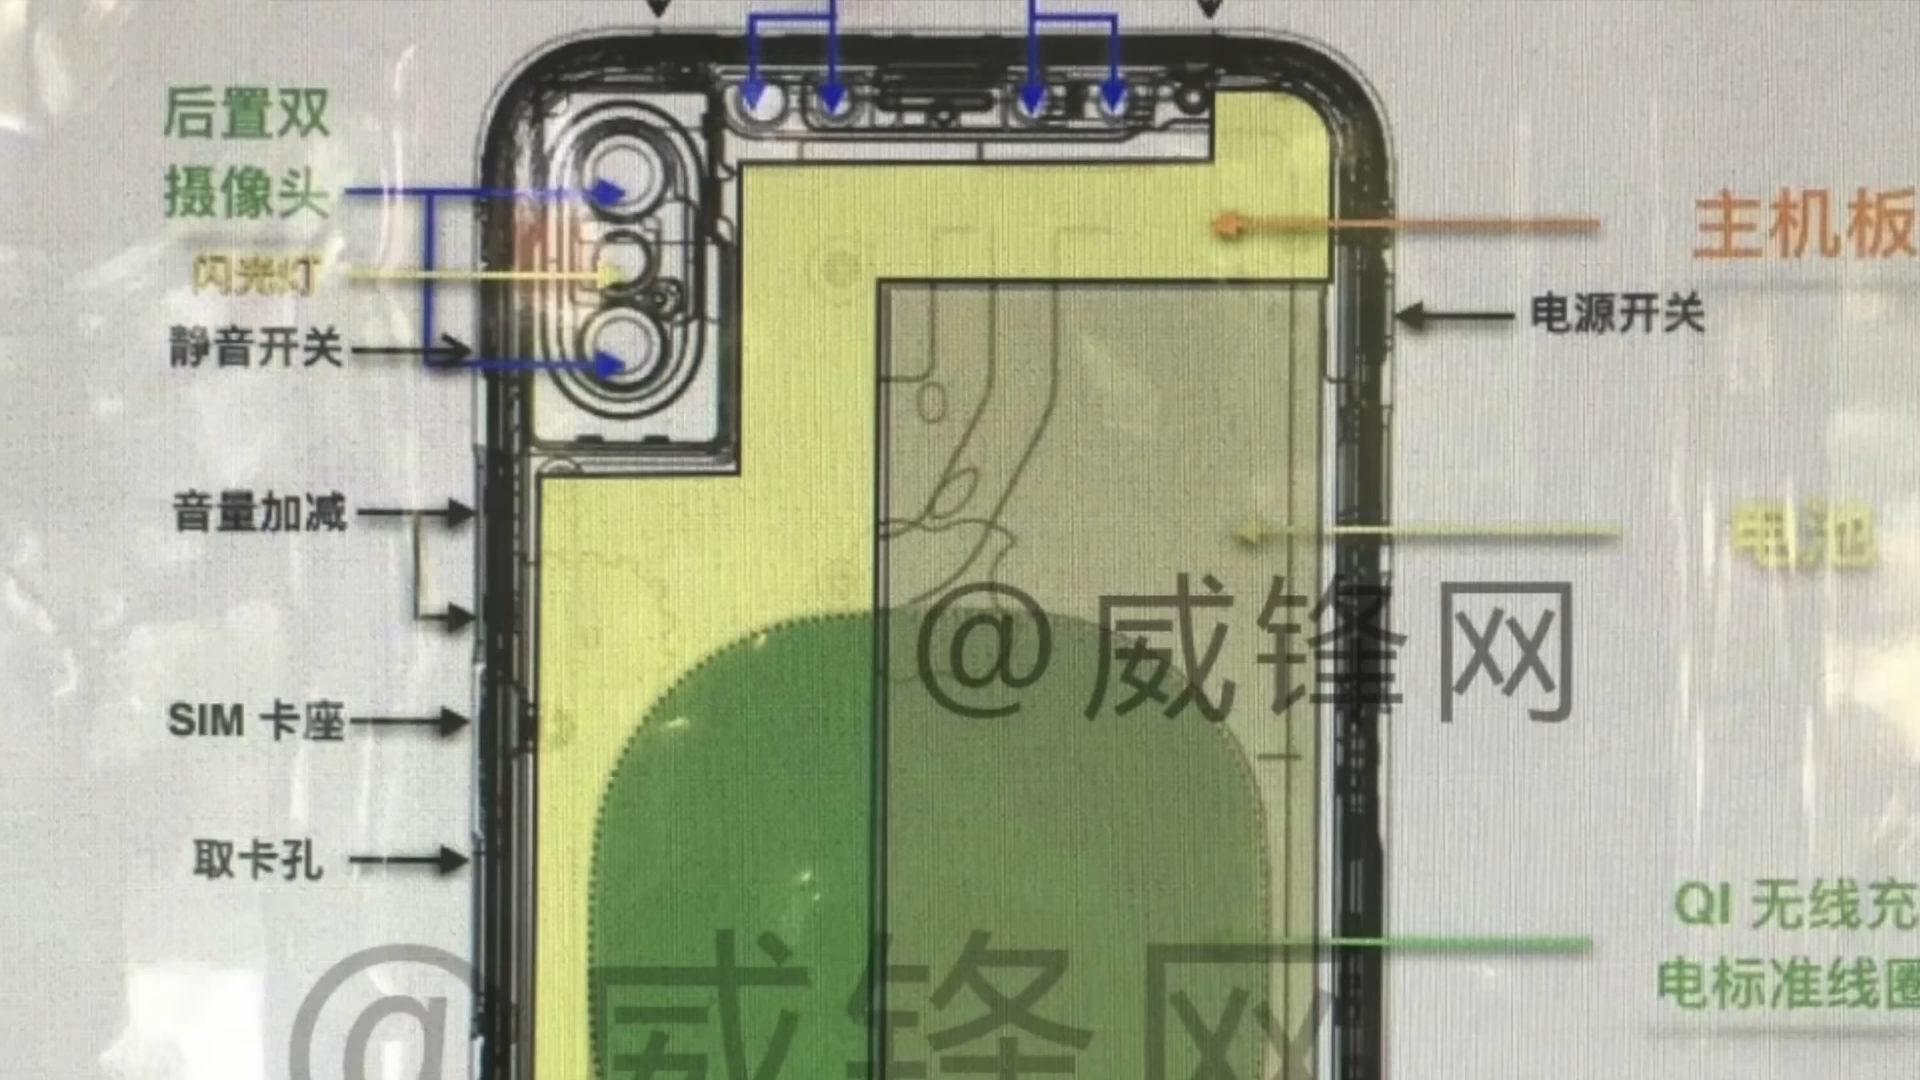 后置双
摄像头
闪光灯
静音开关
音量加减
SIM 卡座
取卡孔
主机板
电源开关
电池
@威锋网
QI 无线充
电标准线圈
@威锋网